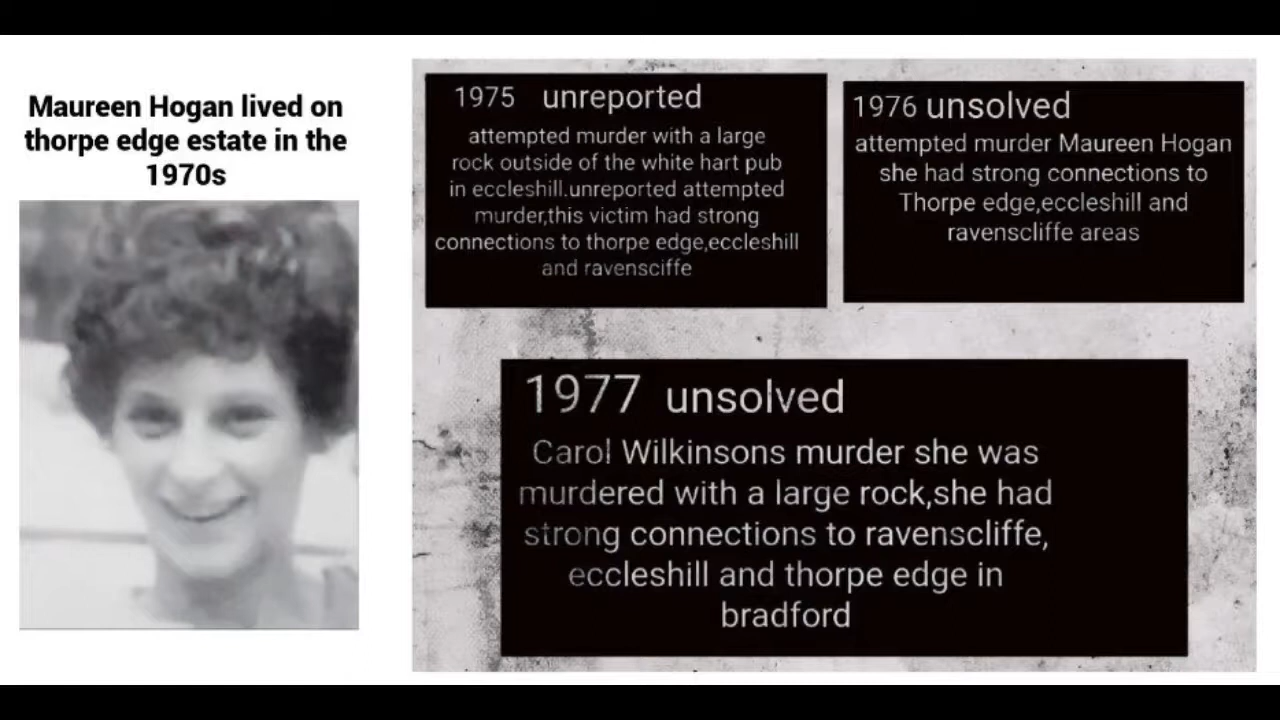 Maureen Hogan lived on
thorpe edge estate in the
1970s
1975 unreported
attempted murder with a large
rock outside of the white hart pub
in eccleshill.unreported attempted
murder,this victim had strong
connections to thorpe edge,eccleshill
and ravensciffe
1976 unsolved
attempted murder Maureen Hogan
she had strong connections to
Thorpe edge,eccleshill and
ravenscliffe areas
1977 unsolved
Carol Wilkinsons murder she was
murdered with a large rock,she had
strong connections to ravenscliffe,
eccleshill and thorpe edge in
bradford